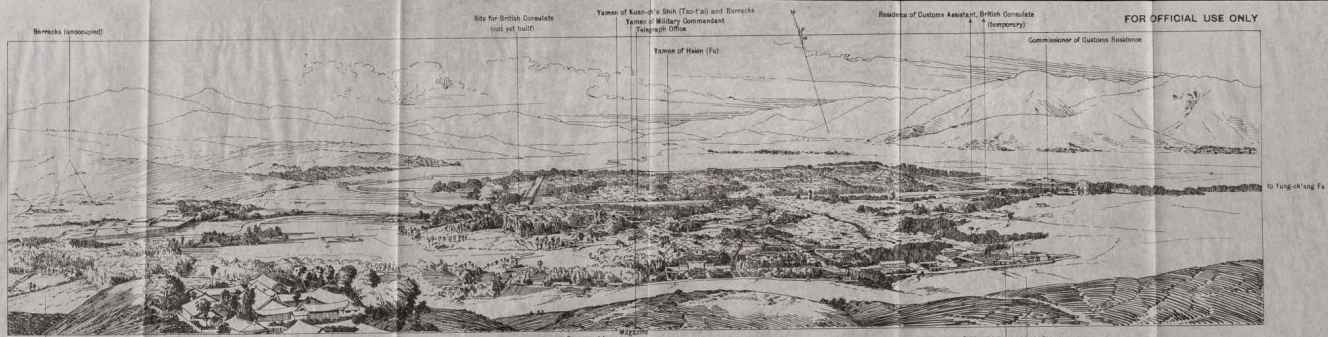 Barracks (unoccupied)
Site for British Consulate
(not yet built)
Yamen of Kuan-ch'a Shih (Tao-t'ai) and Barracks
Yamen of Military Commandant
Telegraph Office
Yamen of Hsien (Fu)
Residence of Customs Assistant, British Consulate
(temporary)
Commissioner of Customs Residence
FOR OFFICIAL USE ONLY
to Yung-ch'ang Fu
Magazine